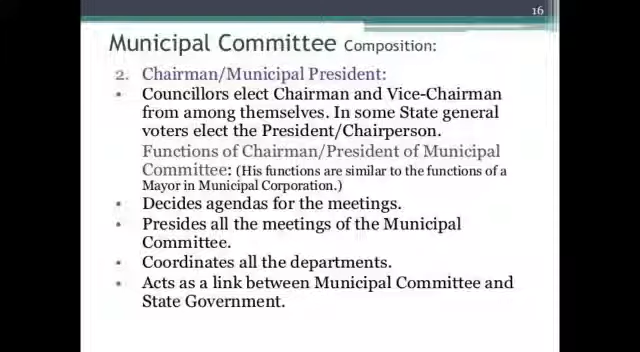 16
Municipal Committee Composition:
2. Chairman/Municipal President:
• Councillors elect Chairman and Vice-Chairman
from among themselves. In some State general
voters elect the President/Chairperson.
Functions of Chairman/President of Municipal
Committee: (His functions are similar to the functions of a
Mayor in Municipal Corporation.)
• Decides agendas for the meetings.
• Presides all the meetings of the Municipal
Committee.
• Coordinates all the departments.
• Acts as a link between Municipal Committee and
State Government.